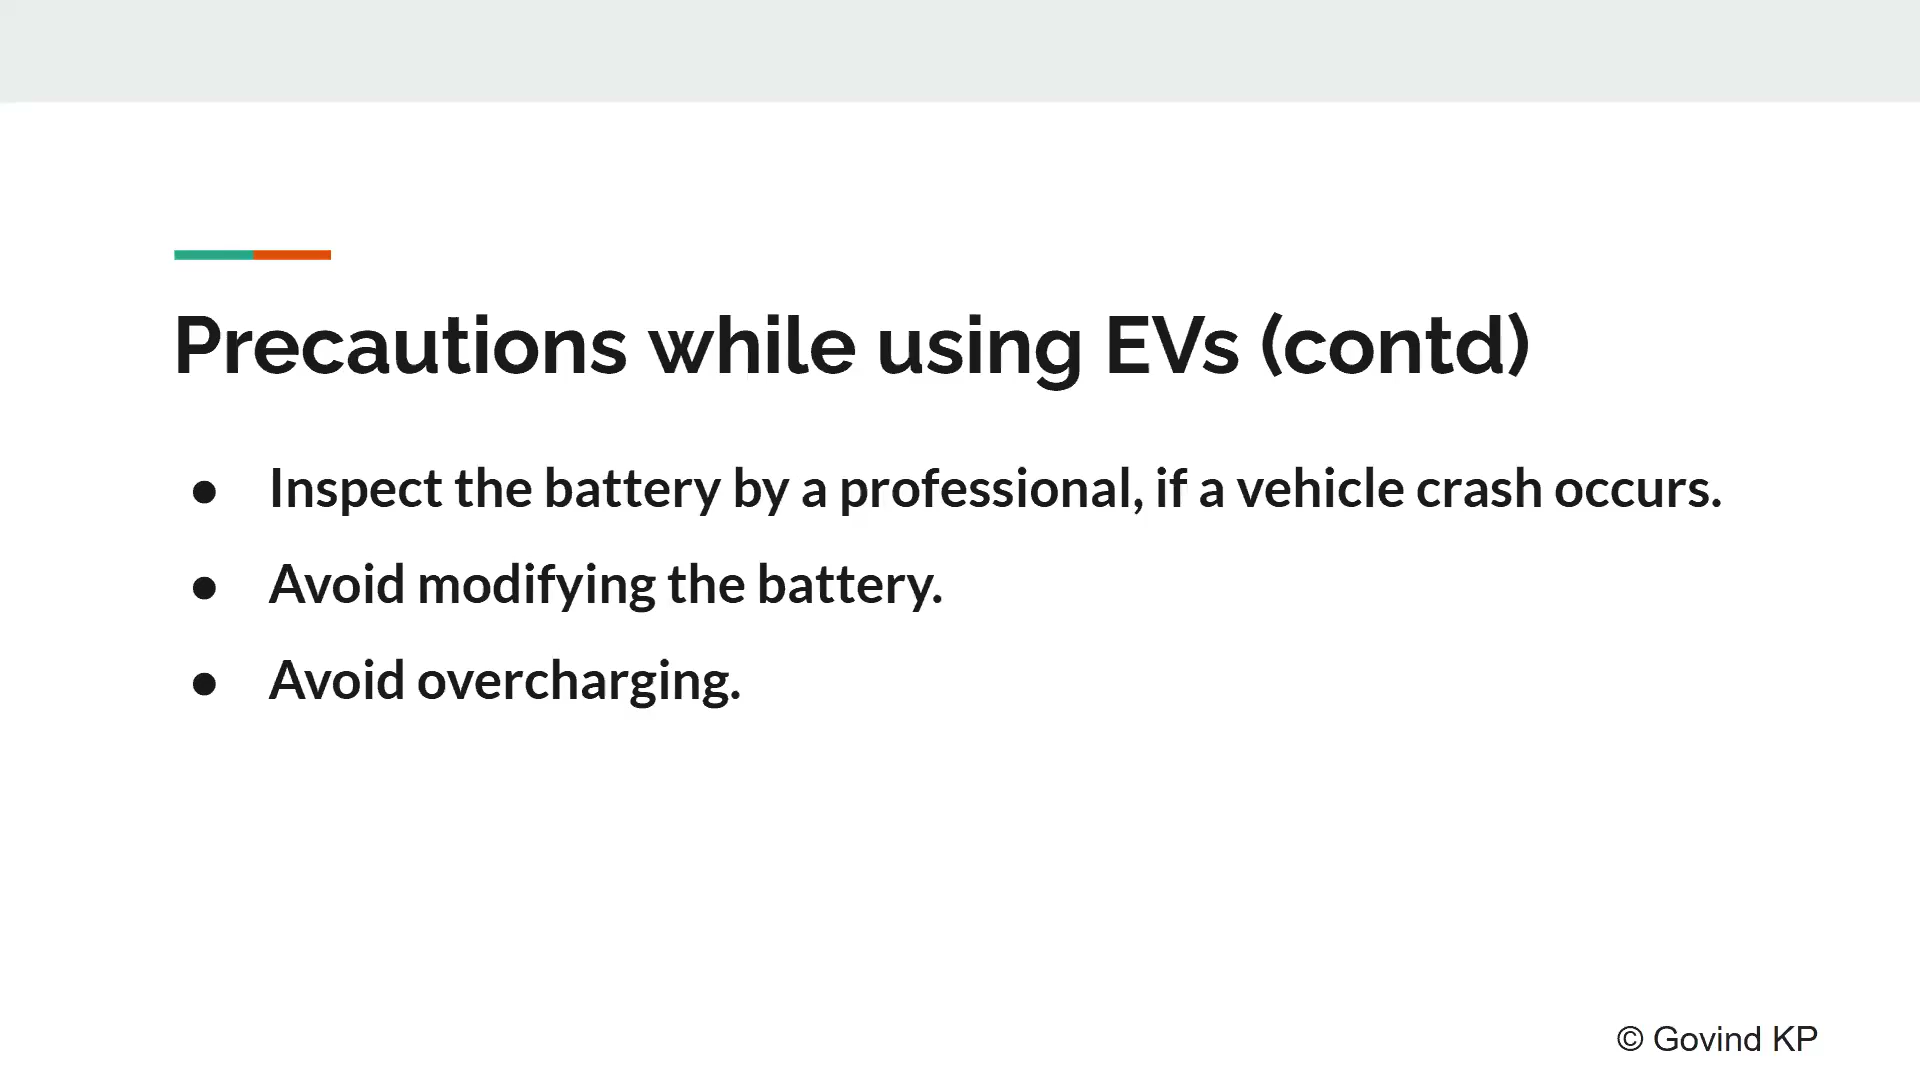 Precautions while using EVs (contd)
● Inspect the battery by a professional, if a vehicle crash occurs.
● Avoid modifying the battery.
● Avoid overcharging.
© Govind KP